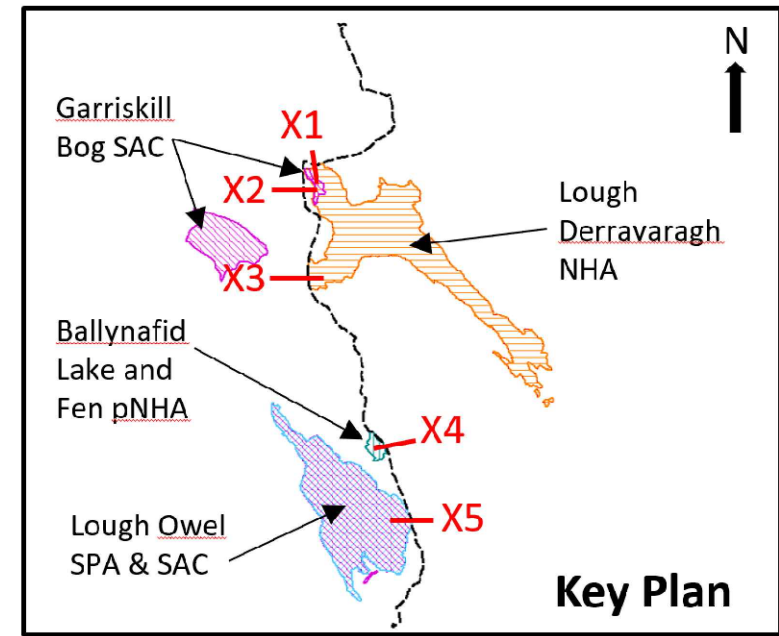 N
Garriskill
Bog SAC
X1
X2
Lough
Derravaragh
NHA
X3
Ballynafid
Lake and
Fen pNHA
X4
X5
Lough Owel
SPA & SAC
Key Plan